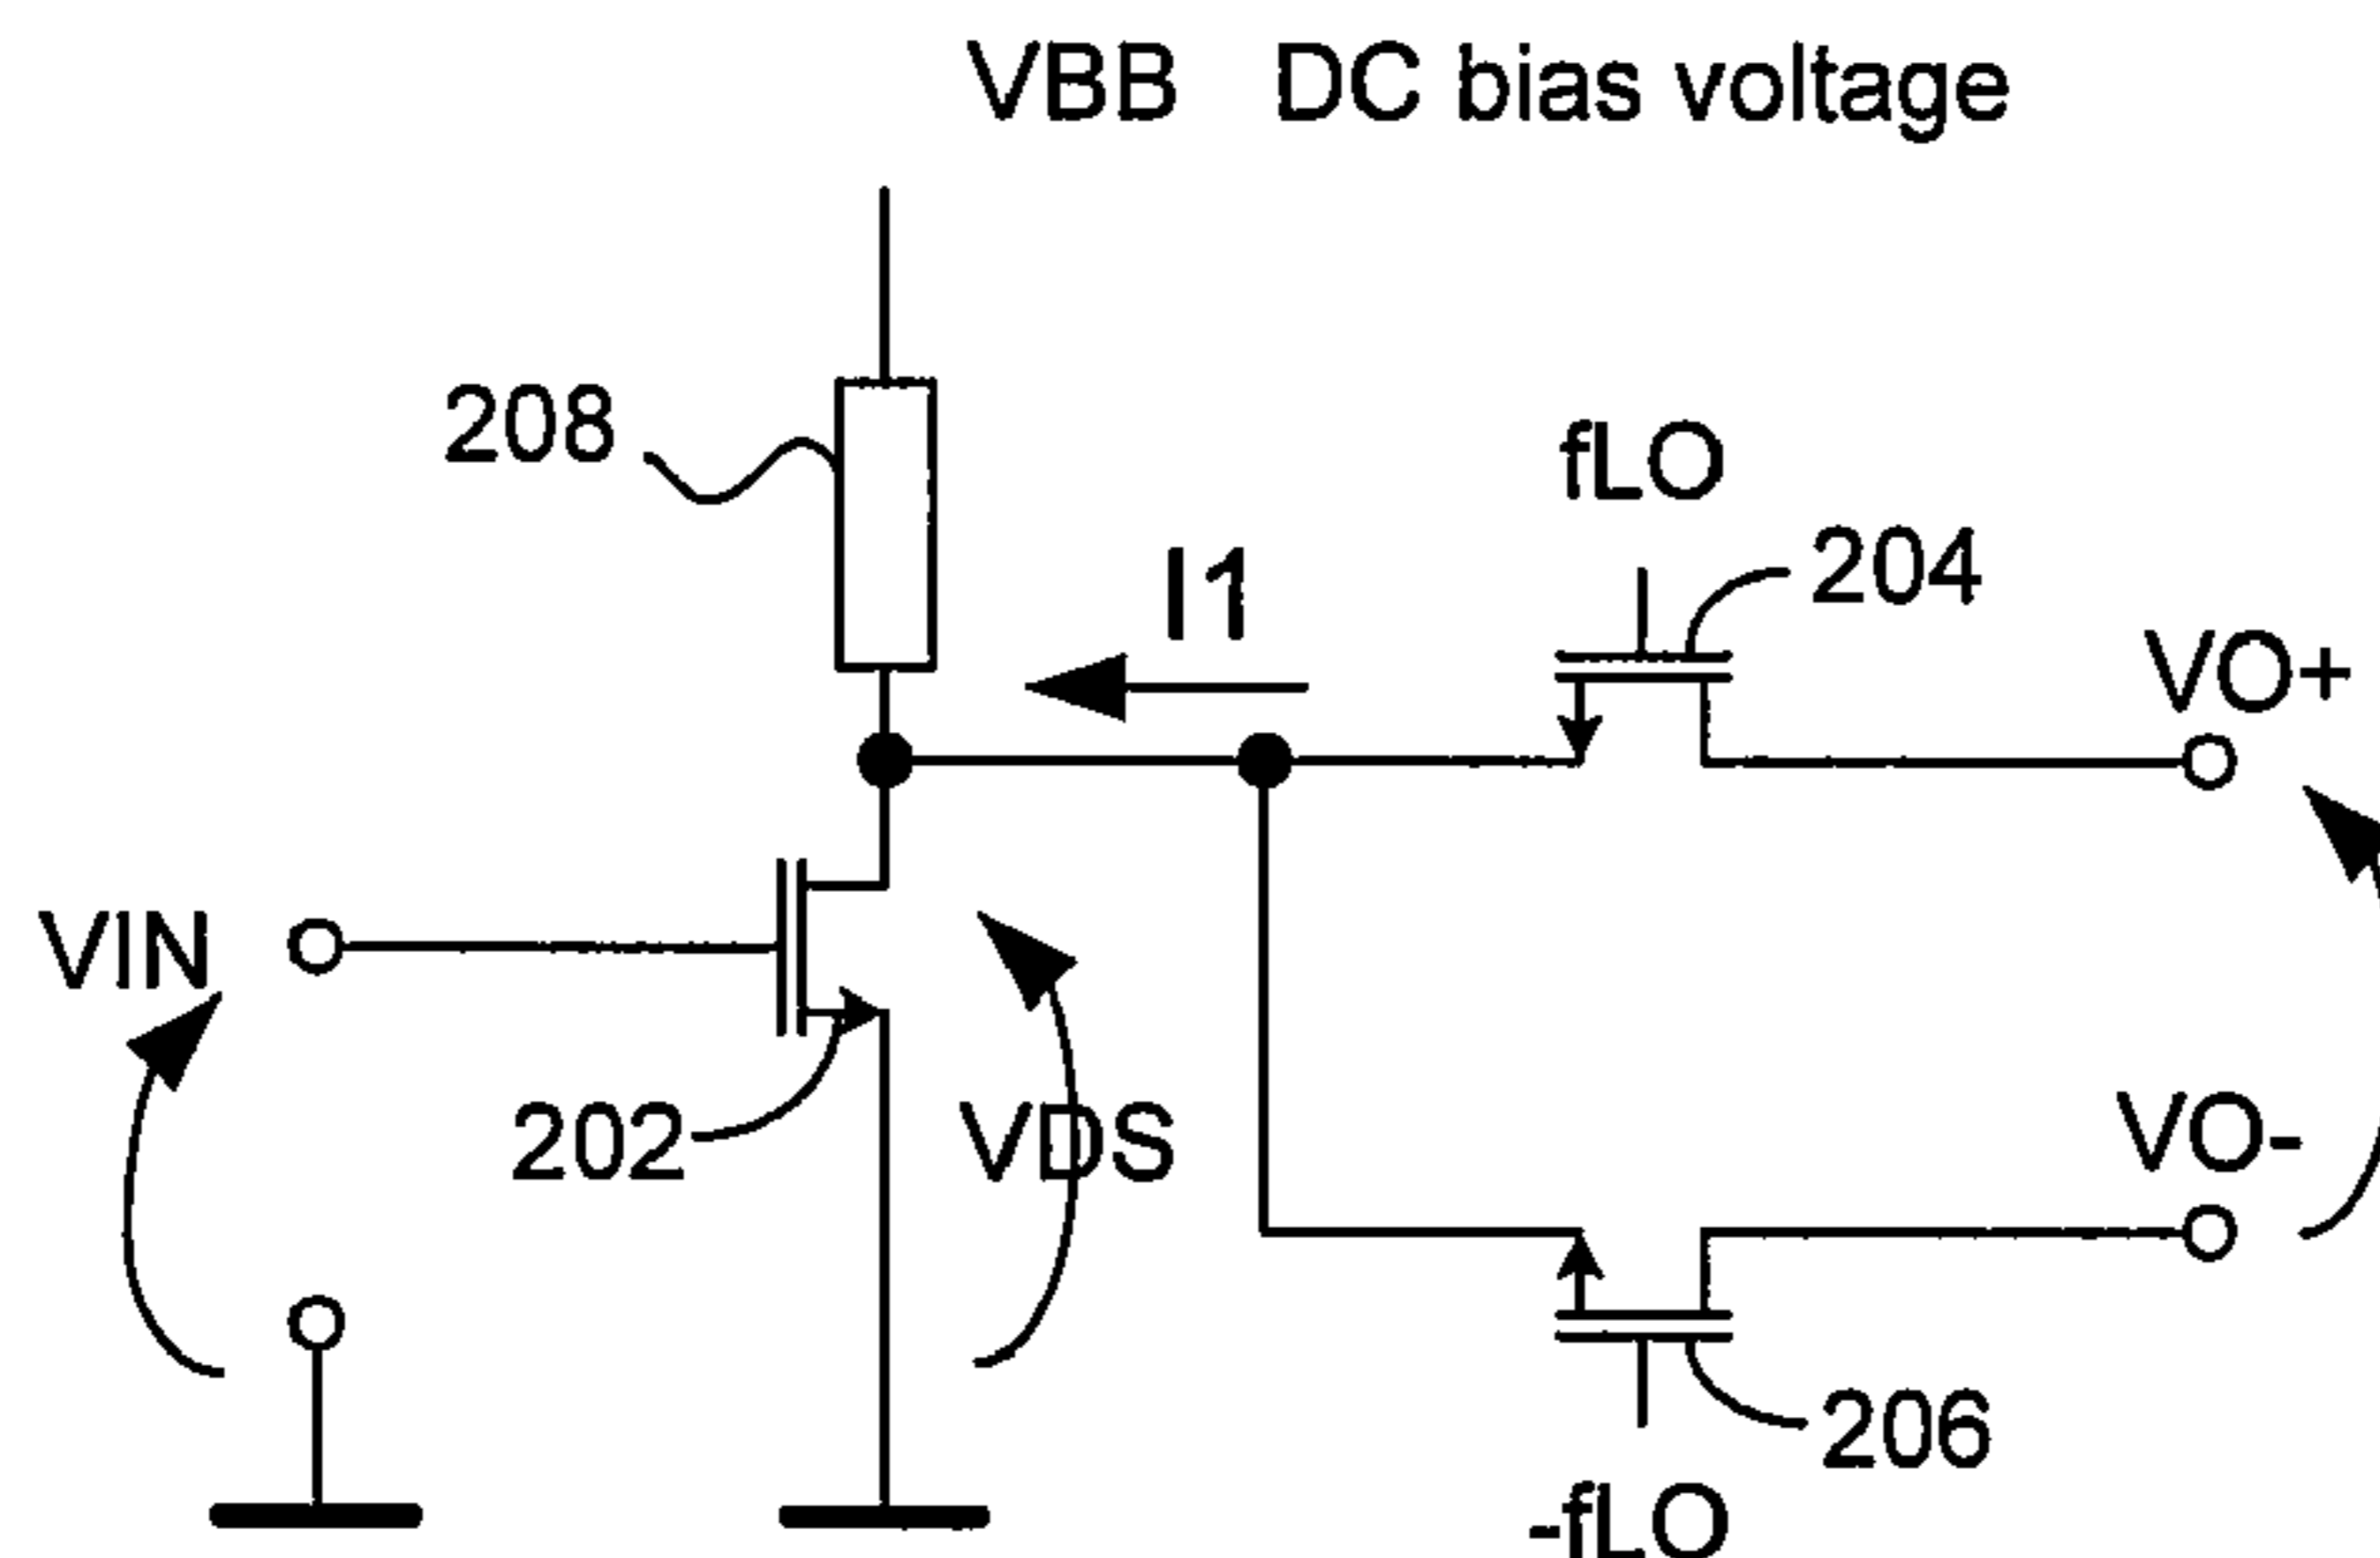 VBB DC bias voltage
208
fLO
I1
204
VO+
VIN
202
VDS
VO-
206
-fLO